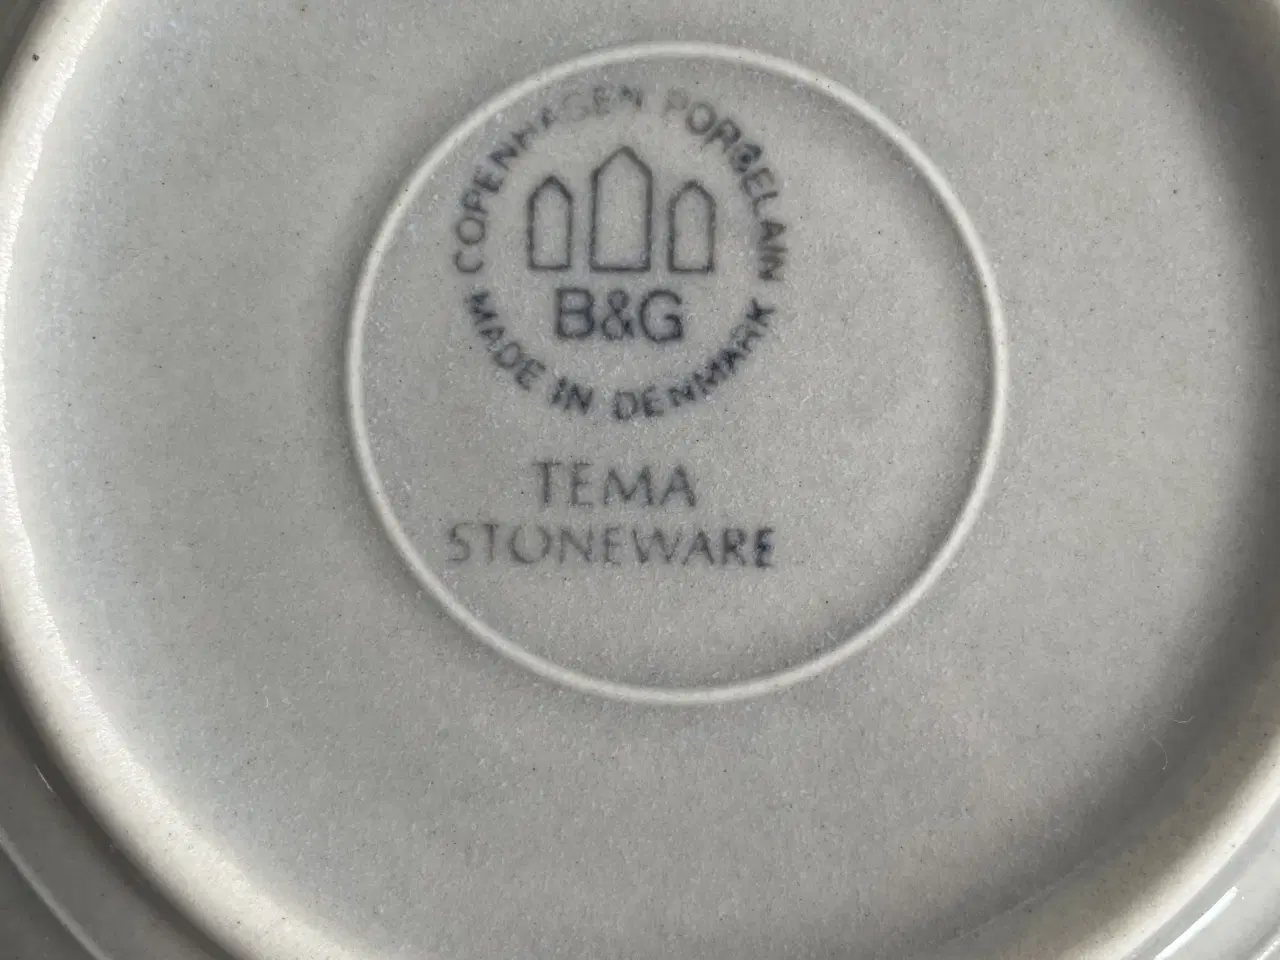 COPENHAGEN PORCELAIN
B&G
MADE IN DENMARK
TEMA
STONEWARE